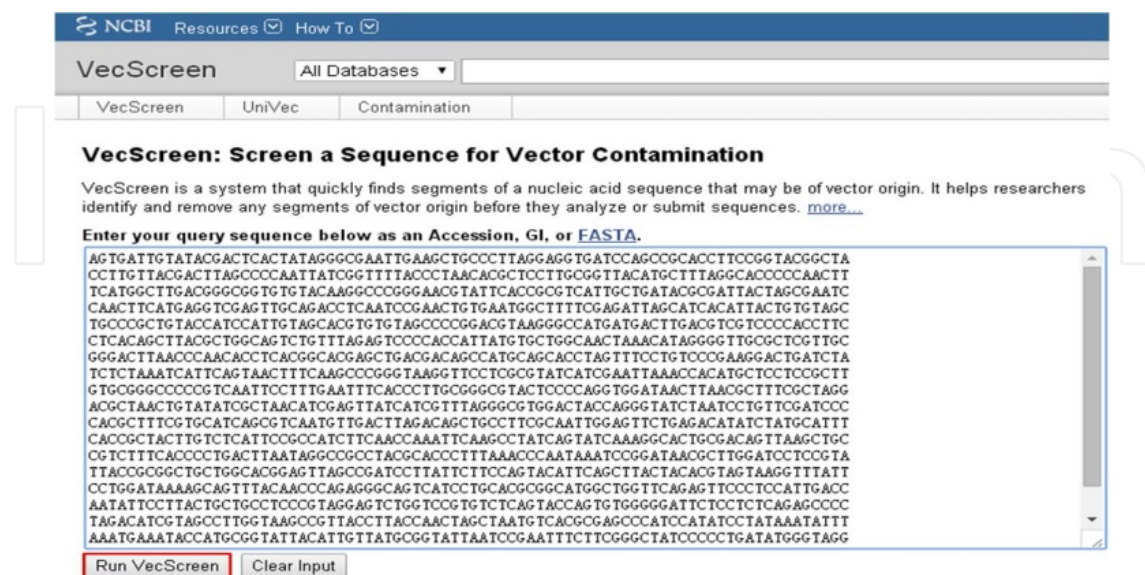 NCBI Resources How To
VecScreen All Databases
VecScreen UniVec Contamination
VecScreen: Screen a Sequence for Vector Contamination
VecScreen is a system that quickly finds segments of a nucleic acid sequence that may be of vector origin. It helps researchers
identify and remove any segments of vector origin before they analyze or submit sequences. more...
Enter your query sequence below as an Accession, GI, or FASTA.
AGTGATTGTATACGACTCACTATAGGGCGAATTGAAGCTGCCCTTAGGAGGTGATCCAGCCGCACCTTCCGGTACGGCTA
CCTTGTTACGACTTAGCCCCAATTATCGGTTTTACCCTAACACGCTCCTTGCGGTTACATGCTTTAGGCACCCCCAACTT
TCATGGCTTGACGGGCGGTGTGTACAAGGCCCGGGAACGTATTCACCGCGTCATTGCTGATACGCGATTACTAGCGAATC
CAACTTCATGAGGTCGAGTTGCAGACCTCAATCCGAACTGTGAATGGCTTTTCGAGATTAGCATCACATTACTGTGTAGC
TGCCCGCTGTACCATCCATTGTAGCACGTGTGTAGCCCCGGACGTAAGGGCCATGATGACTTGACGTCGTCCCCACCTTC
CTCACAGCTTACGCTGGCAGTCTGTTTAGAGTCCCCACCATTATGTGCTGGCAACTAAACATAGGGGTTGCGCTCGTTGC
GGGACTTAACCCAACACCTCACGGCACGAGCTGACGACAGCCATGCAGCACCTAGTTTCCTGTCCCGAAGGACTGATCTA
TCTCTAAATCATTCAGTAACTTTCAAGCCCGGGTAAGGTTCCTCGCGTATCATCGAATTAAACCACATGCTCCTCCGCTT
GTGCGGGCCCCCGTCAATTCCTTTGAATTTCACCCTTGCGGGCGTACTCCCCAGGTGGATAACTTAACGCTTTCGCTAGG
ACGCTAACTGTATATCGCTAACATCGAGTTATCATCGTTTAGGGCGTGGACTACCAGGGTATCTAATCCTGTTCGATCCC
CACGCTTTCGTGCATCAGCGTCAATGTTGACTTAGACAGCTGCCTTCGCAATTGGAGTTCTGAGACATATCTATGCATTT
CACCGCTACTTGTCTCATTCCGCCATCTTCAACCAAATTCAAGCCTATCAGTATCAAAGGCACTGCGACAGTTAAGCTGC
CGTCTTTCACCCCTGACTTAATAGGCCGCCTACGCACCCTTTAAACCCAATAAATCCGGATAACGCTTGGATCCTCCGTA
TTACCGCGGCTGCTGGCACGGAGTTAGCCGATCCTTATTCTTCCAGTACATTCAGCTTACTACACGTAGTAAGGTTTATT
CCTGGATAAAAGCAGTTTACAACCCAGAGGGCAGTCATCCTGCACGCGGCATGGCTGGTTCAGAGTTCCCTCCATTGACC
AATATTCCTTACTGCTGCCTCCCGTAGGAGTCTGGTCCGTGTCTCAGTACCAGTGTGGGGGATTCTCCTCTCAGAGCCCC
TAGACATCGTAGCCTTGGTAAGCCGTTACCTTACCAACTAGCTAATGTCACGCGAGCCCATCCATATCCTATAAATATTT
AAATGAAATACCATGCGGTATTACATTGTTATGCGGTATTAATCCGAATTTCTTCGGGCTATCCCCCTGATATGGGTAGG
Run VecScreen Clear Input